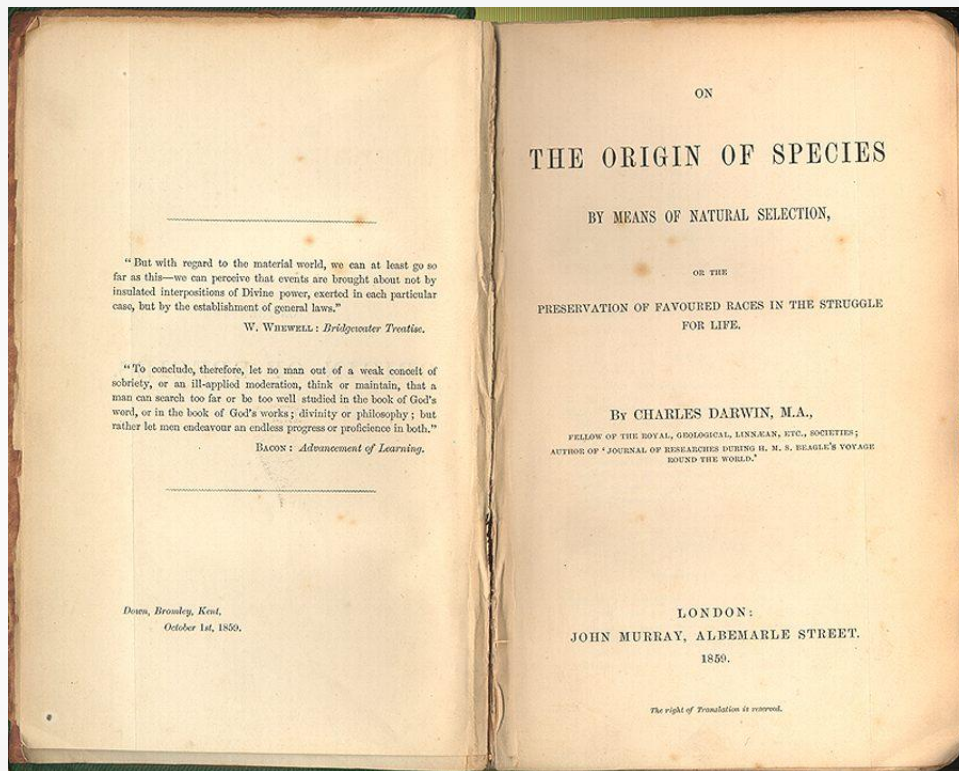 “ But with regard to the material world, we can at least go so
far as this—we can perceive that events are brought about not by
insulated interpositions of Divine power, exerted in each particular
case, but by the establishment of general laws.”
W. WHEWELL : Bridgewater Treatise.
“ To conclude, therefore, let no man out of a weak conceit of
sobriety, or an ill-applied moderation, think or maintain, that a
man can search too far or be too well studied in the book of God’s
word, or in the book of God’s works ; divinity or philosophy ; but
rather let men endeavour an endless progress or proficience in both.”
BACON : Advancement of Learning.
Down, Bromley, Kent,
October 1st, 1859.
ON
THE ORIGIN OF SPECIES
BY MEANS OF NATURAL SELECTION,
OR THE
PRESERVATION OF FAVOURED RACES IN THE STRUGGLE
FOR LIFE.
BY CHARLES DARWIN, M.A.,
FELLOW OF THE ROYAL, GEOLOGICAL, LINNÆAN, ETC., SOCIETIES ;
AUTHOR OF ‘ JOURNAL OF RESEARCHES DURING H. M. S. BEAGLE’S VOYAGE
ROUND THE WORLD.’
LONDON:
JOHN MURRAY, ALBEMARLE STREET.
1859.
The right of Translation is reserved.